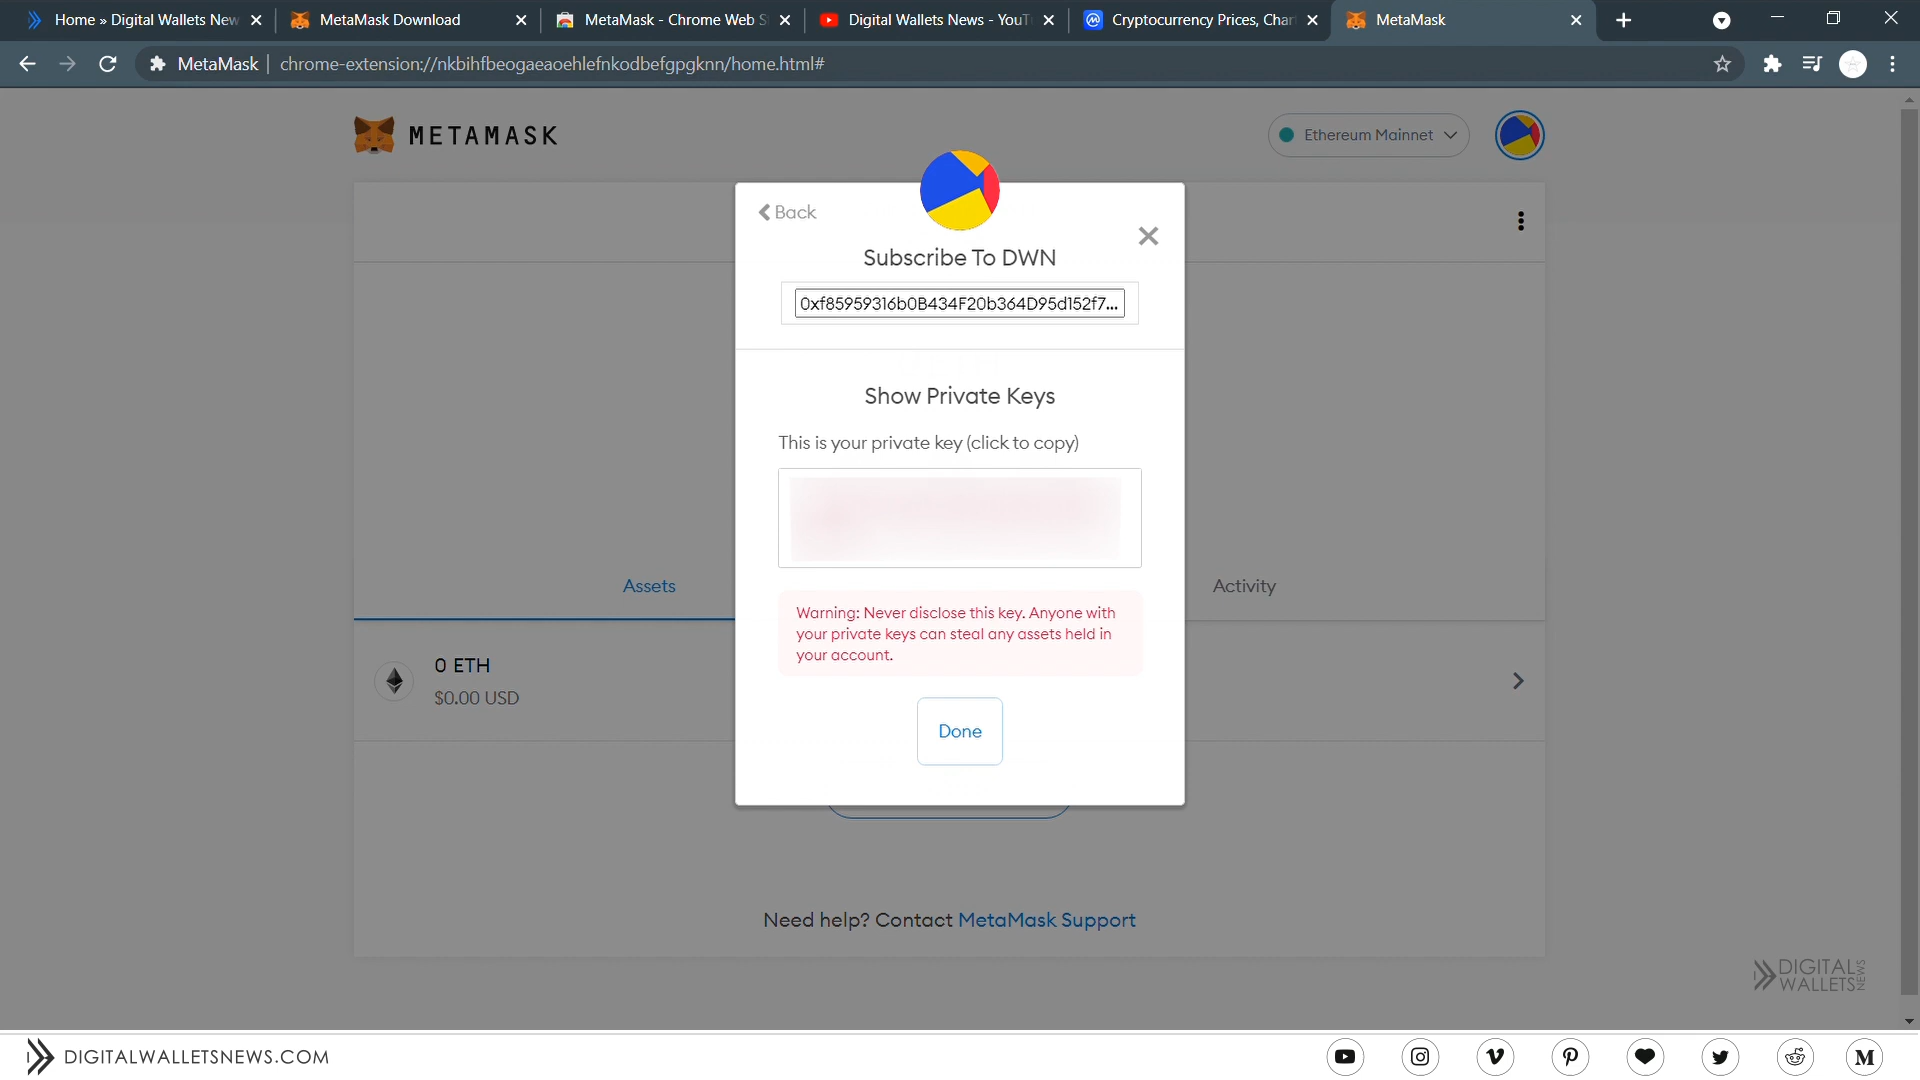 Home » Digital Wallets New
MetaMask Download
MetaMask - Chrome Web S
Digital Wallets News - YouT
Cryptocurrency Prices, Char
MetaMask
MetaMask
chrome-extension://nkbihfbeogaeaoehlefnkodbefgpgknn/home.html#
METAMASK
Ethereum Mainnet
Back
Subscribe To DWN
0xf85959316b0B434F20b364D95d152f7...
Show Private Keys
This is your private key (click to copy)
Assets
Activity
Warning: Never disclose this key. Anyone with
your private keys can steal any assets held in
your account.
0 ETH
$0.00 USD
Done
Need help? Contact MetaMask Support
DIGITAL
WALLETS NEWS
DIGITALWALLETSNEWS.COM